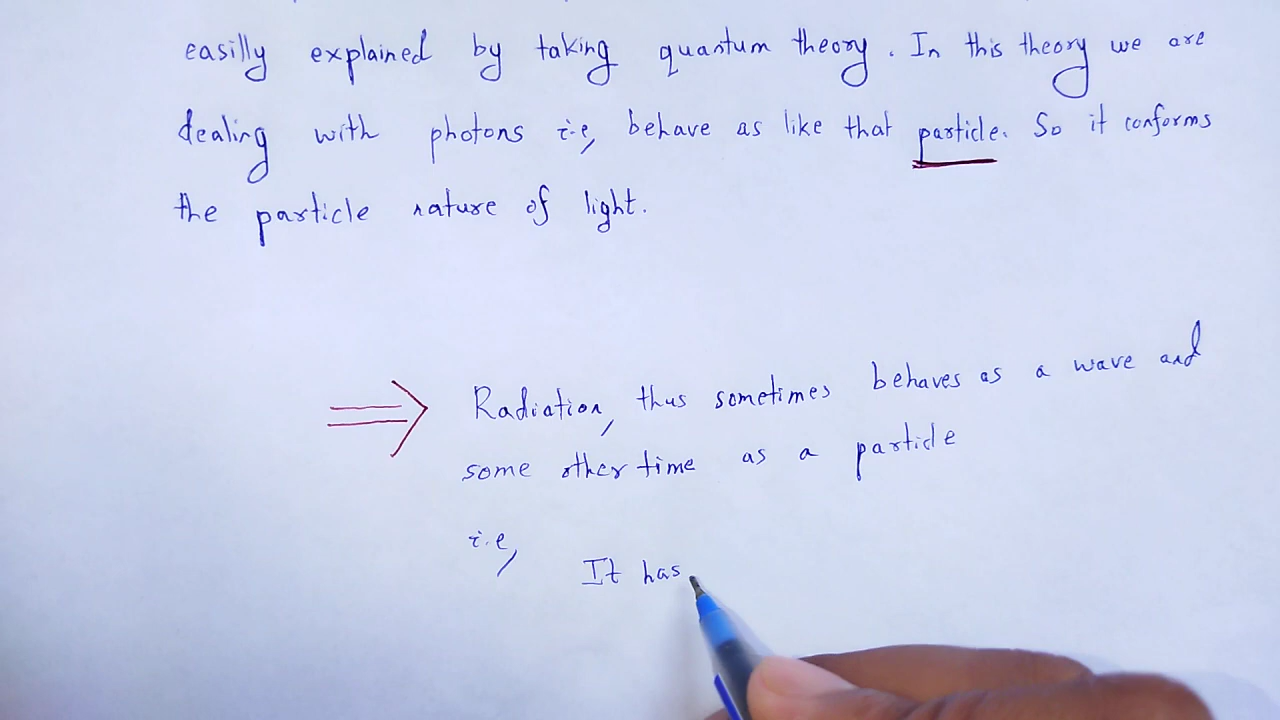 easilly explained by taking quantum theory. In this theory we are
dealing with photons i.e, behave as like that particle. So it conforms
the particle nature of light.
Radiation, thus sometimes behaves as a wave and
some other time as a particle
i.e,
It has